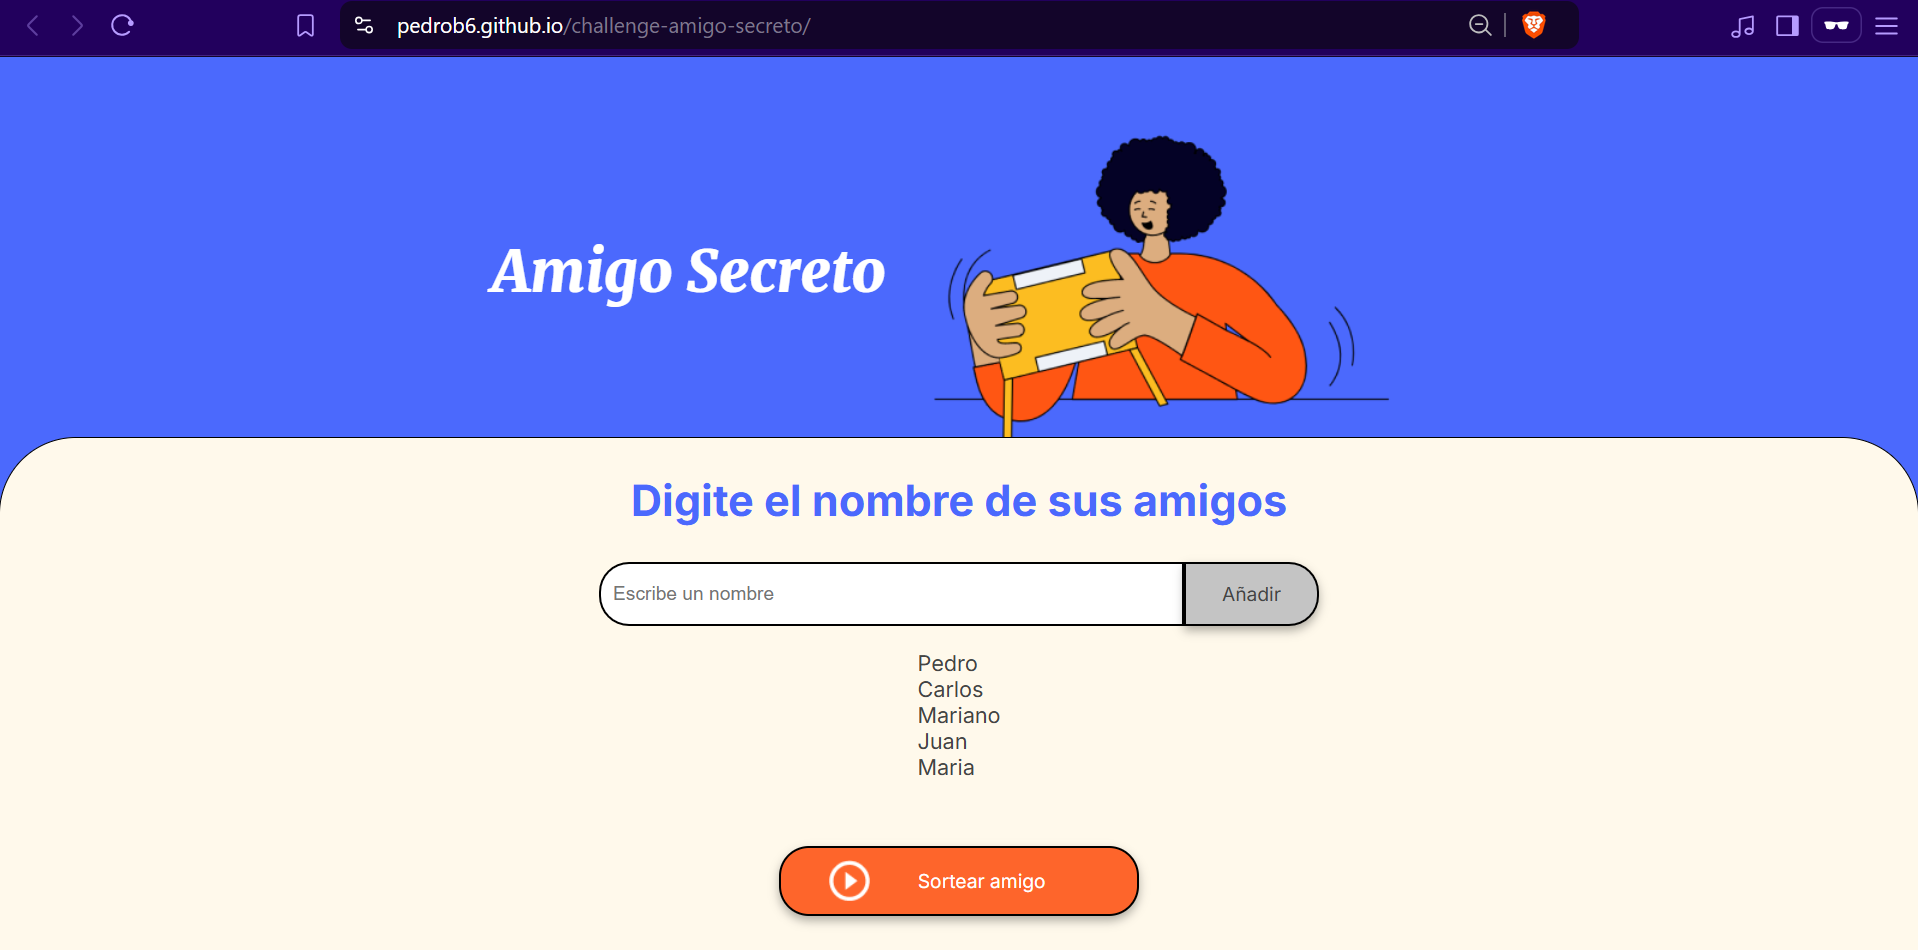 pedrob6.github.io/challenge-amigo-secreto/
Amigo Secreto
Digite el nombre de sus amigos
Escribe un nombre
Añadir
Pedro
Carlos
Mariano
Juan
Maria
Sortear amigo